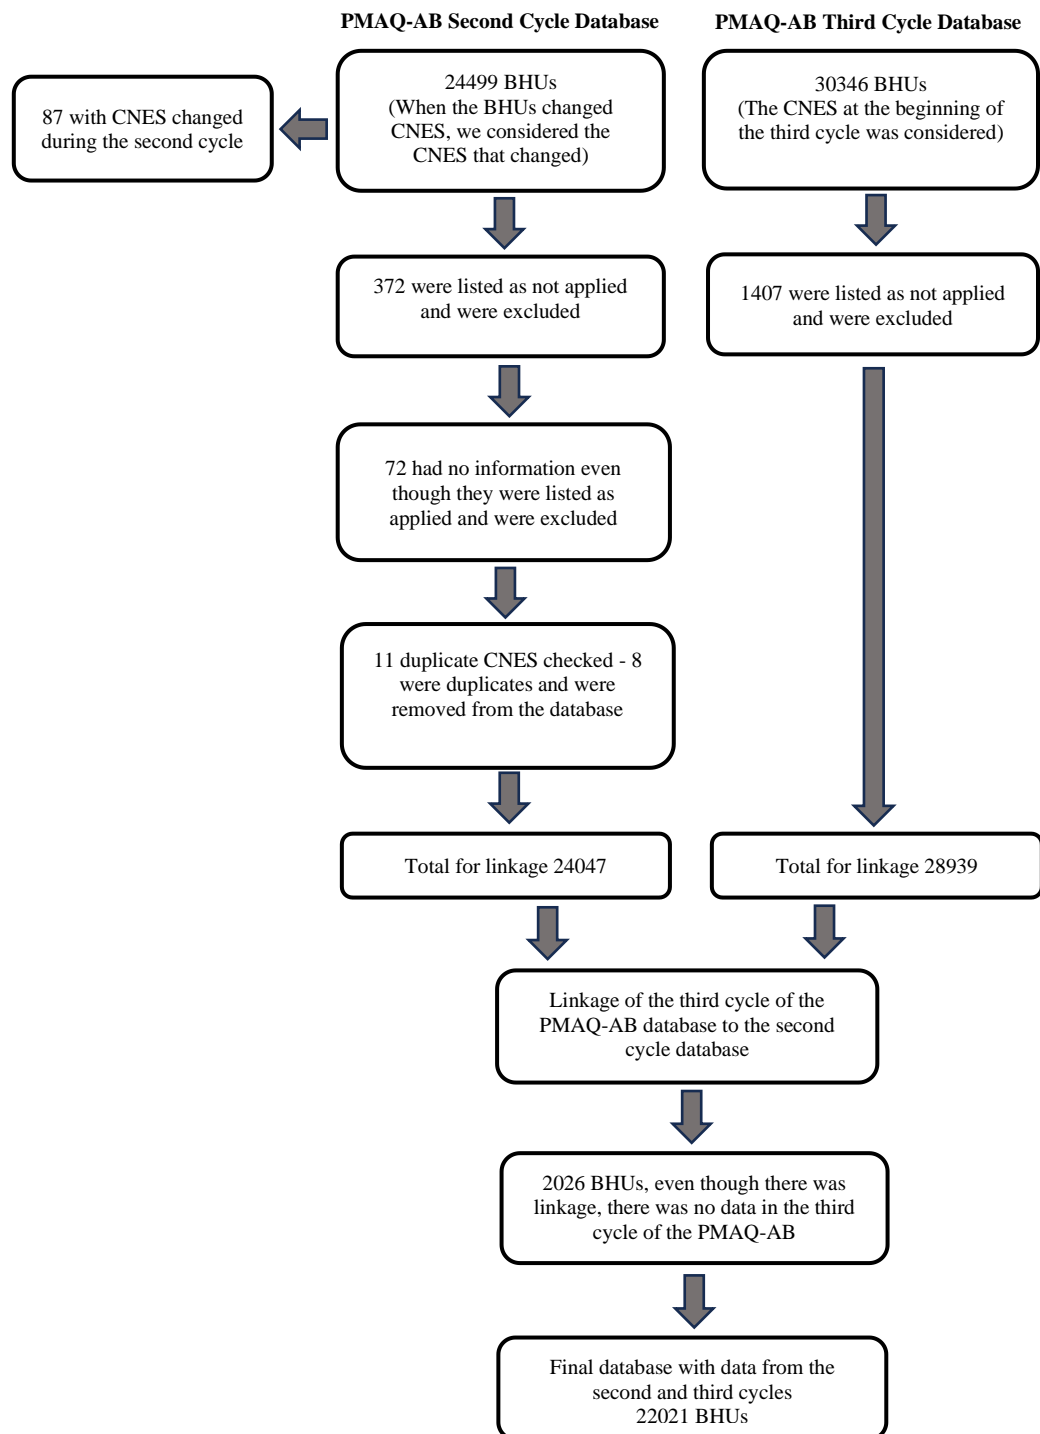 PMAQ-AB Second Cycle Database
PMAQ-AB Third Cycle Database
87 with CNES changed
during the second cycle
24499 BHUs
(When the BHUs changed
CNES, we considered the
CNES that changed)
30346 BHUs
(The CNES at the beginning of
the third cycle was considered)
372 were listed as not applied
and were excluded
1407 were listed as not applied
and were excluded
72 had no information even
though they were listed as
applied and were excluded
11 duplicate CNES checked - 8
were duplicates and were
removed from the database
Total for linkage 24047
Total for linkage 28939
Linkage of the third cycle of the
PMAQ-AB database to the second
cycle database
2026 BHUs, even though there was
linkage, there was no data in the third
cycle of the PMAQ-AB
Final database with data from the
second and third cycles
22021 BHUs